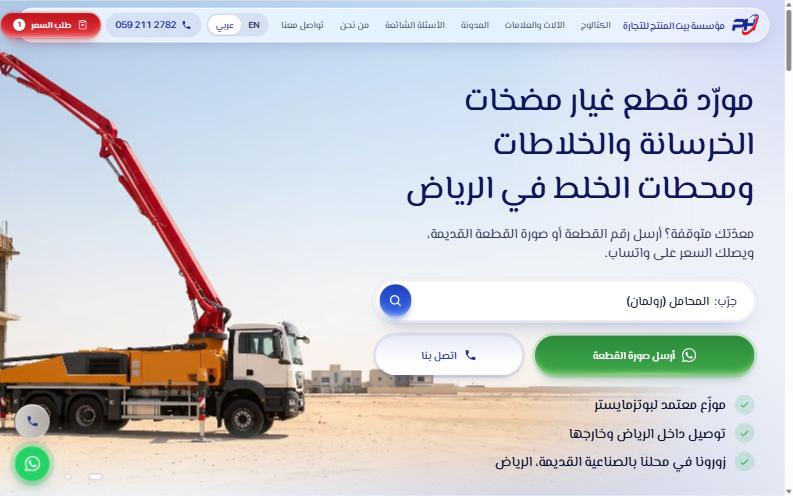 مؤسسة بيت المنتج للتجارة
الكتالوج
الآلات والعلامات
المدونة
الأسئلة الشائعة
من نحن
تواصل معنا
EN
عربي
059 211 2782
طلب السعر 1
مورّد قطع غيار مضخات
الخرسانة والخلاطات
ومحطات الخلط في الرياض
معدّتك متوقفة؟ أرسل رقم القطعة أو صورة القطعة القديمة،
ويصلك السعر على واتساب.
جرّب: المحامل (رولمان)
أرسل صورة القطعة
اتصل بنا
موزّع معتمد لبوتزمايستر
توصيل داخل الرياض وخارجها
زورونا في محلنا بالصناعية القديمة، الرياض